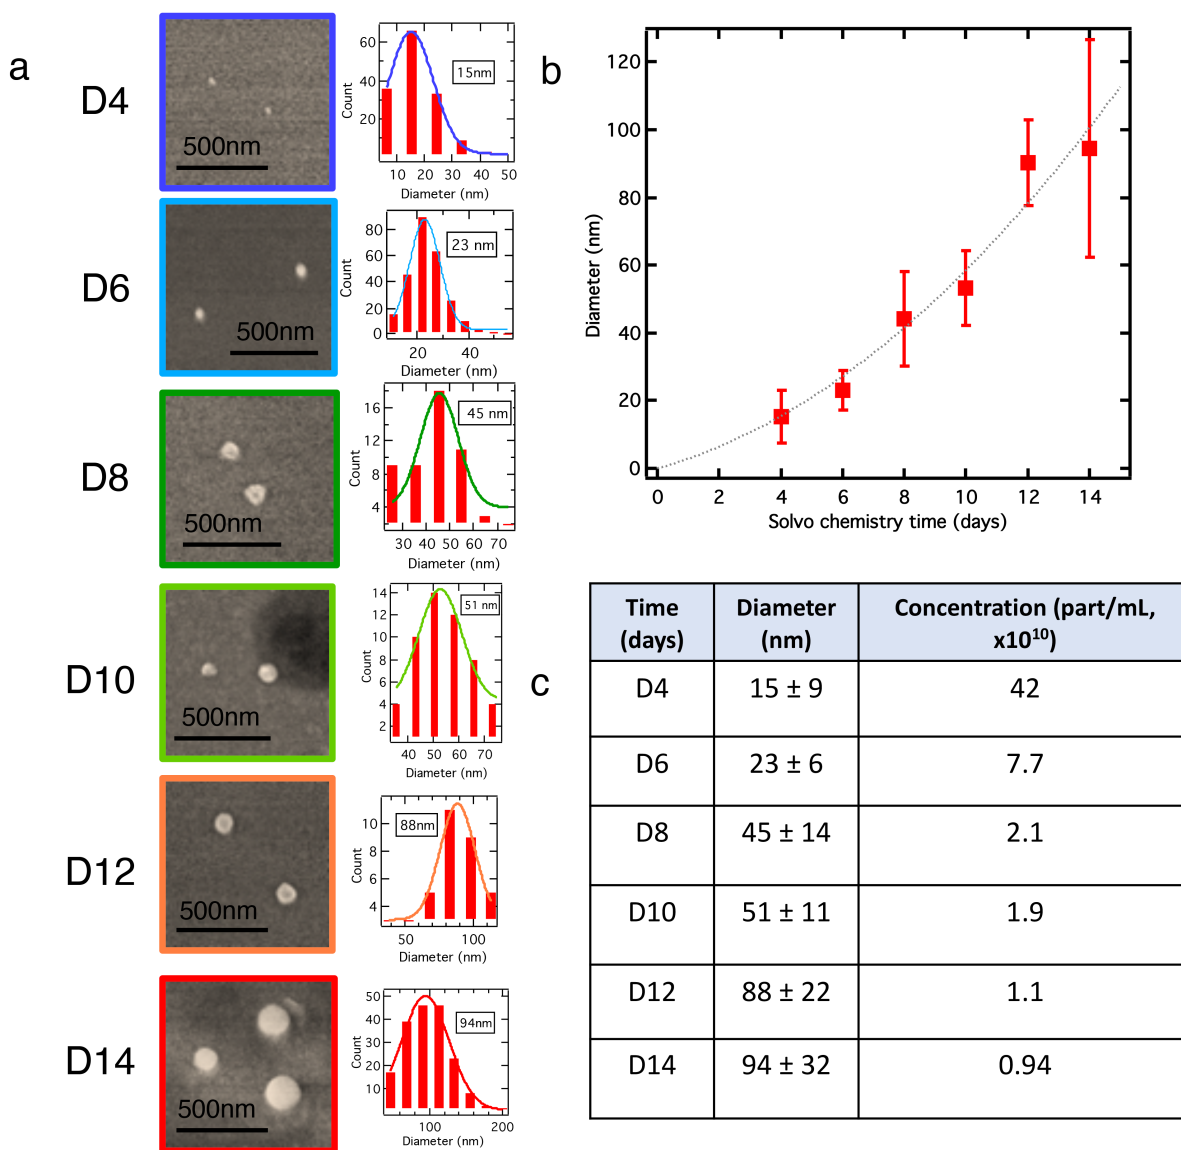 a
D4
500nm
60
40
20
Count
15nm
10 20 30 40 50
Diameter (nm)
D6
500nm
80
60
40
20
0
Count
23 nm
20 40
Diameter (nm)
D8
500nm
16
12
8
4
Count
45 nm
30 40 50 60 70
Diameter (nm)
D10
500nm
14
12
10
8
6
4
2
Count
51 nm
40 50 60 70
Diameter (nm)
D12
500nm
10
8
6
4
Count
88nm
50 100
Diameter (nm)
D14
500nm
50
40
30
20
10
Count
94nm
100 200
Diameter (nm)
b
120
100
80
60
40
20
0
Diameter (nm)
0 2 4 6 8 10 12 14
Solvo chemistry time (days)
c
Time (days) Diameter (nm) Concentration (part/mL, x10¹⁰)
D4 15 ± 9 42
D6 23 ± 6 7.7
D8 45 ± 14 2.1
D10 51 ± 11 1.9
D12 88 ± 22 1.1
D14 94 ± 32 0.94